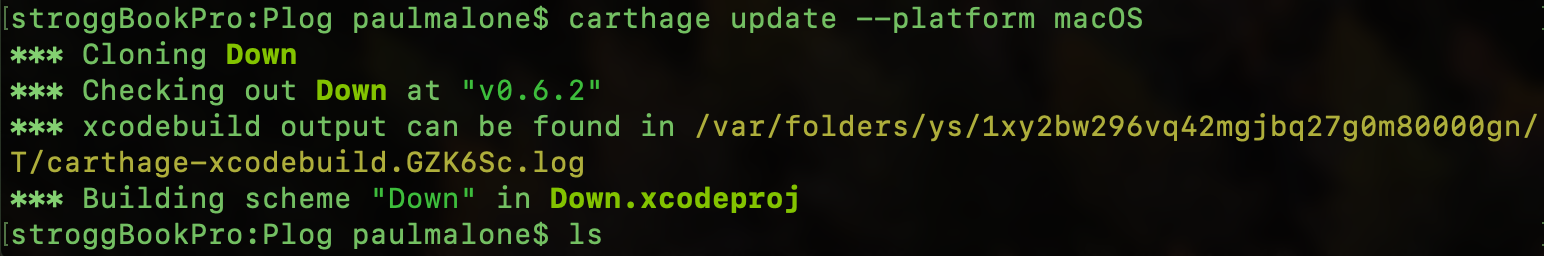 [stroggBookPro:Plog paulmalone$ carthage update --platform macOS
*** Cloning Down
*** Checking out Down at "v0.6.2"
*** xcodebuild output can be found in /var/folders/ys/1xy2bw296vq42mgjbq27g0m80000gn/
T/carthage-xcodebuild.GZK6Sc.log
*** Building scheme "Down" in Down.xcodeproj
[stroggBookPro:Plog paulmalone$ ls